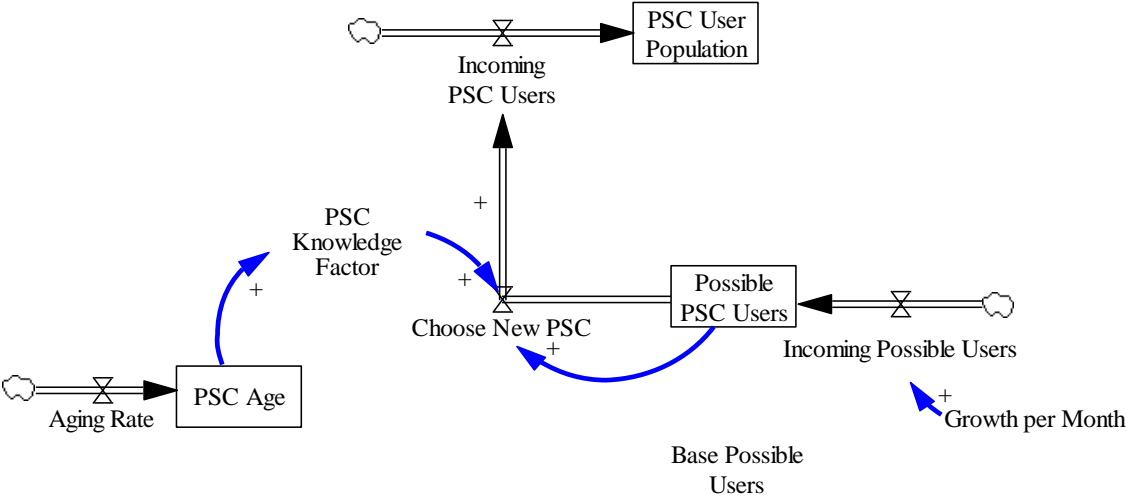 PSC User
Population
Incoming
PSC Users
+
PSC
Knowledge
Factor
+
+
Possible
PSC Users
Choose New PSC
+
Incoming Possible Users
PSC Age
Aging Rate
+
Growth per Month
Base Possible
Users